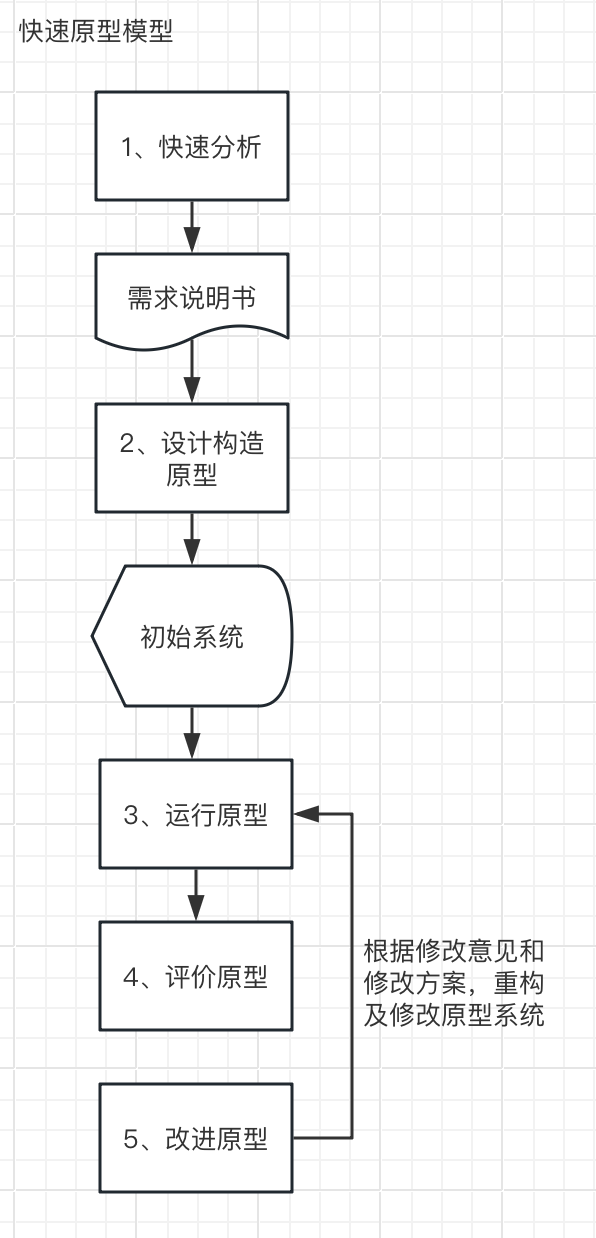 快速原型模型
1、快速分析
需求说明书
2、设计构造
原型
初始系统
3、运行原型
4、评价原型
根据修改意见和
修改方案，重构
及修改原型系统
5、改进原型